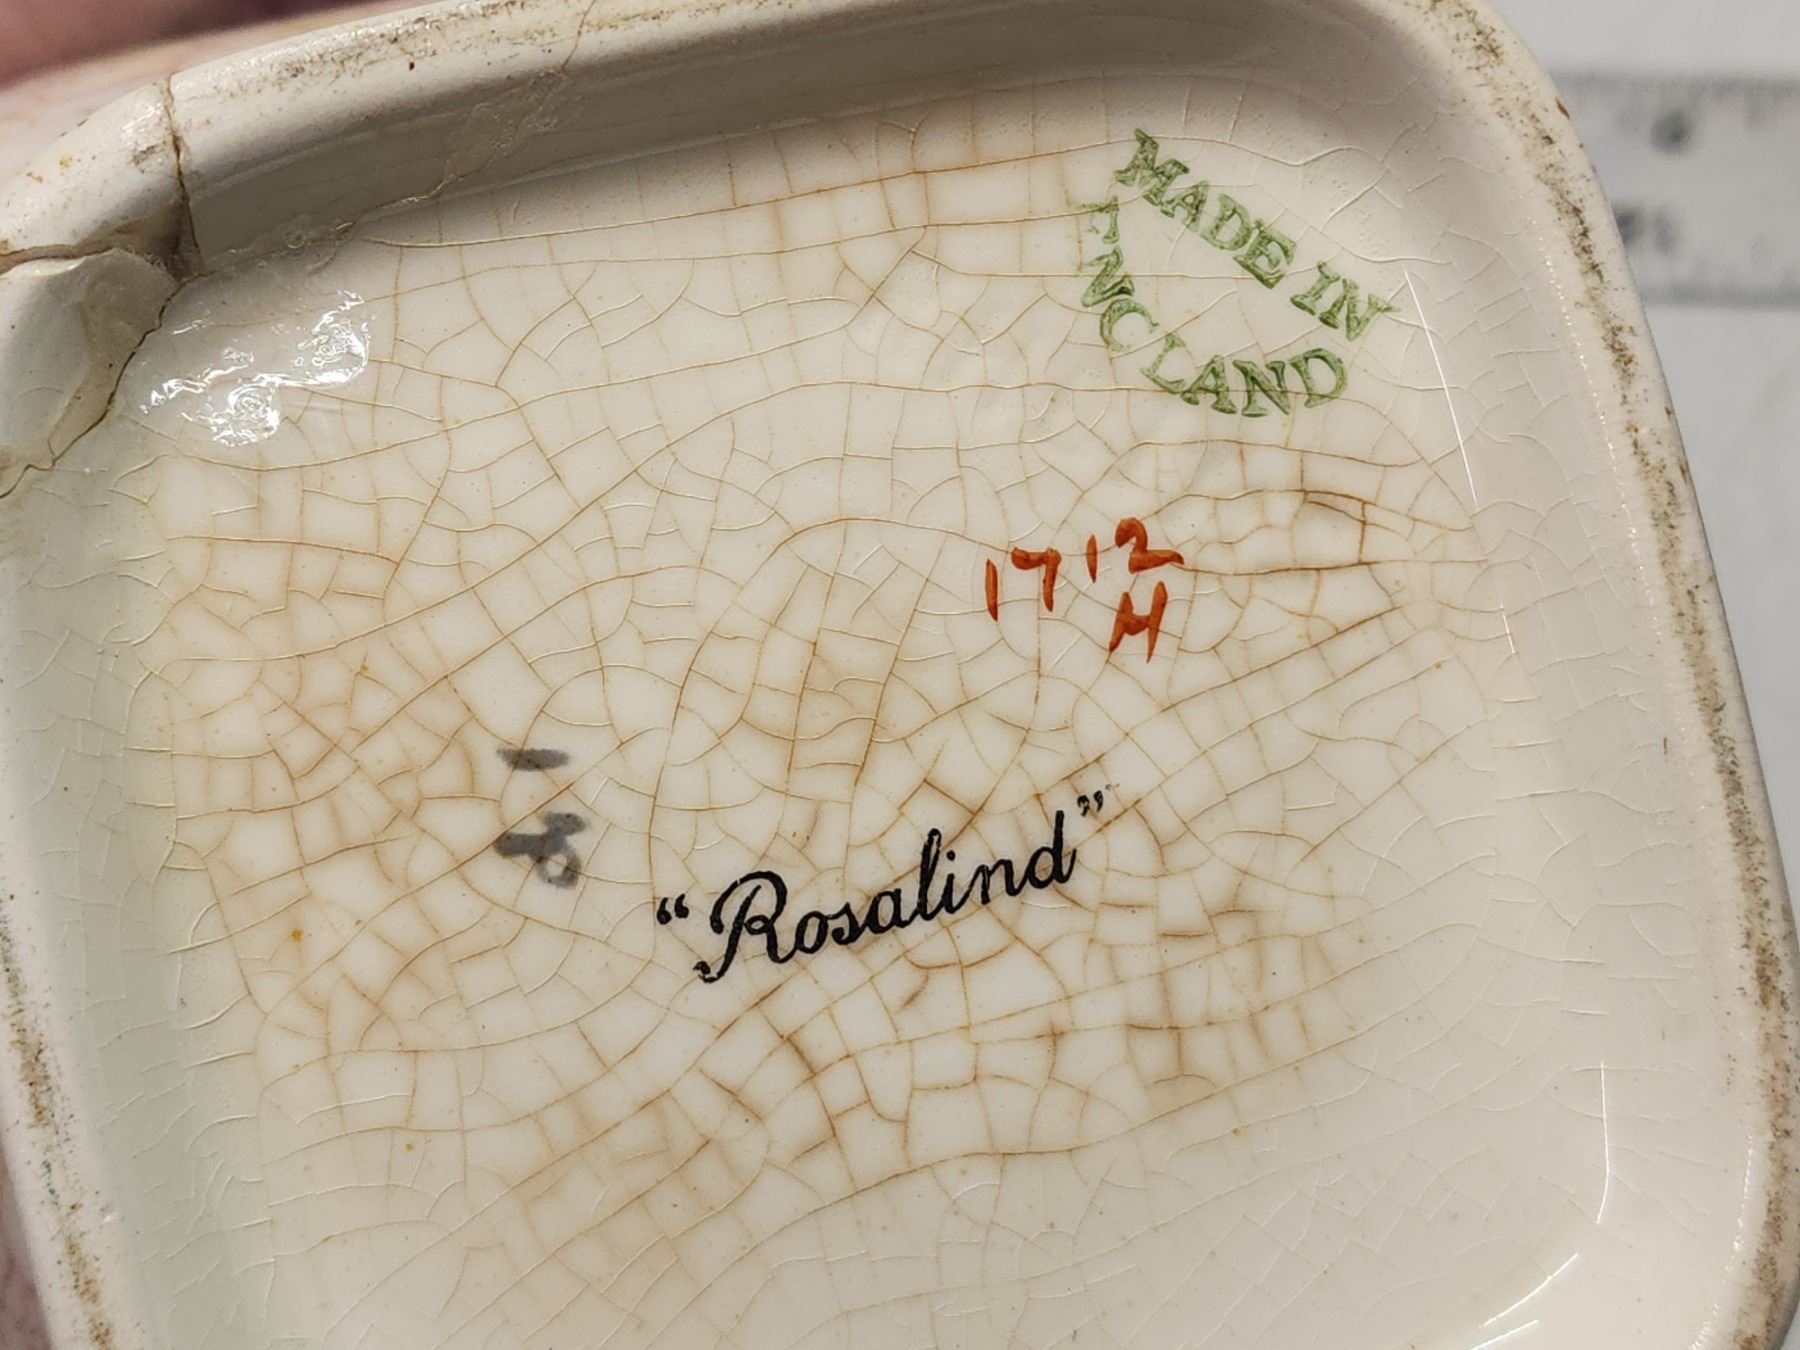 MADE IN
ENGLAND
1712
H
"Rosalind"